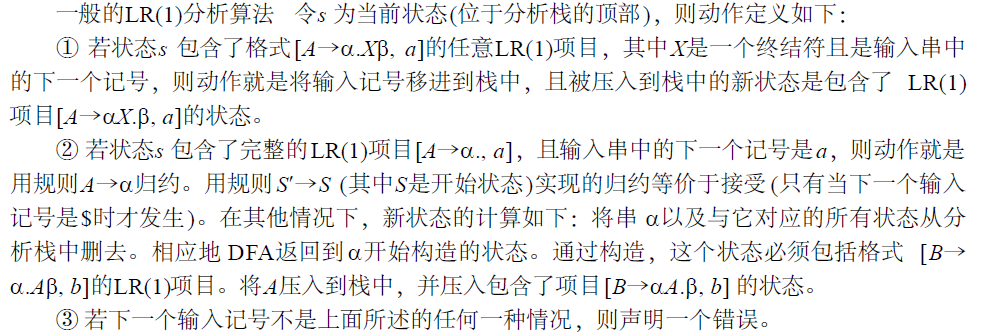 一般的LR(1)分析算法　令s 为当前状态(位于分析栈的顶部)，则动作定义如下：
① 若状态s 包含了格式[A→α.Xβ, a]的任意LR(1)项目，其中X是一个终结符且是输入串中
的下一个记号，则动作就是将输入记号移进到栈中，且被压入到栈中的新状态是包含了 LR(1)
项目[A→αX.β, a]的状态。
② 若状态s 包含了完整的LR(1)项目[A→α., a]，且输入串中的下一个记号是a，则动作就是
用规则A→α归约。用规则S′→S (其中S是开始状态)实现的归约等价于接受(只有当下一个输入
记号是$时才发生)。在其他情况下，新状态的计算如下：将串 α以及与它对应的所有状态从分
析栈中删去。相应地 DFA返回到α开始构造的状态。通过构造，这个状态必须包括格式 [B→
α.Aβ, b]的LR(1)项目。将A压入到栈中，并压入包含了项目[B→αA.β, b] 的状态。
③ 若下一个输入记号不是上面所述的任何一种情况，则声明一个错误。